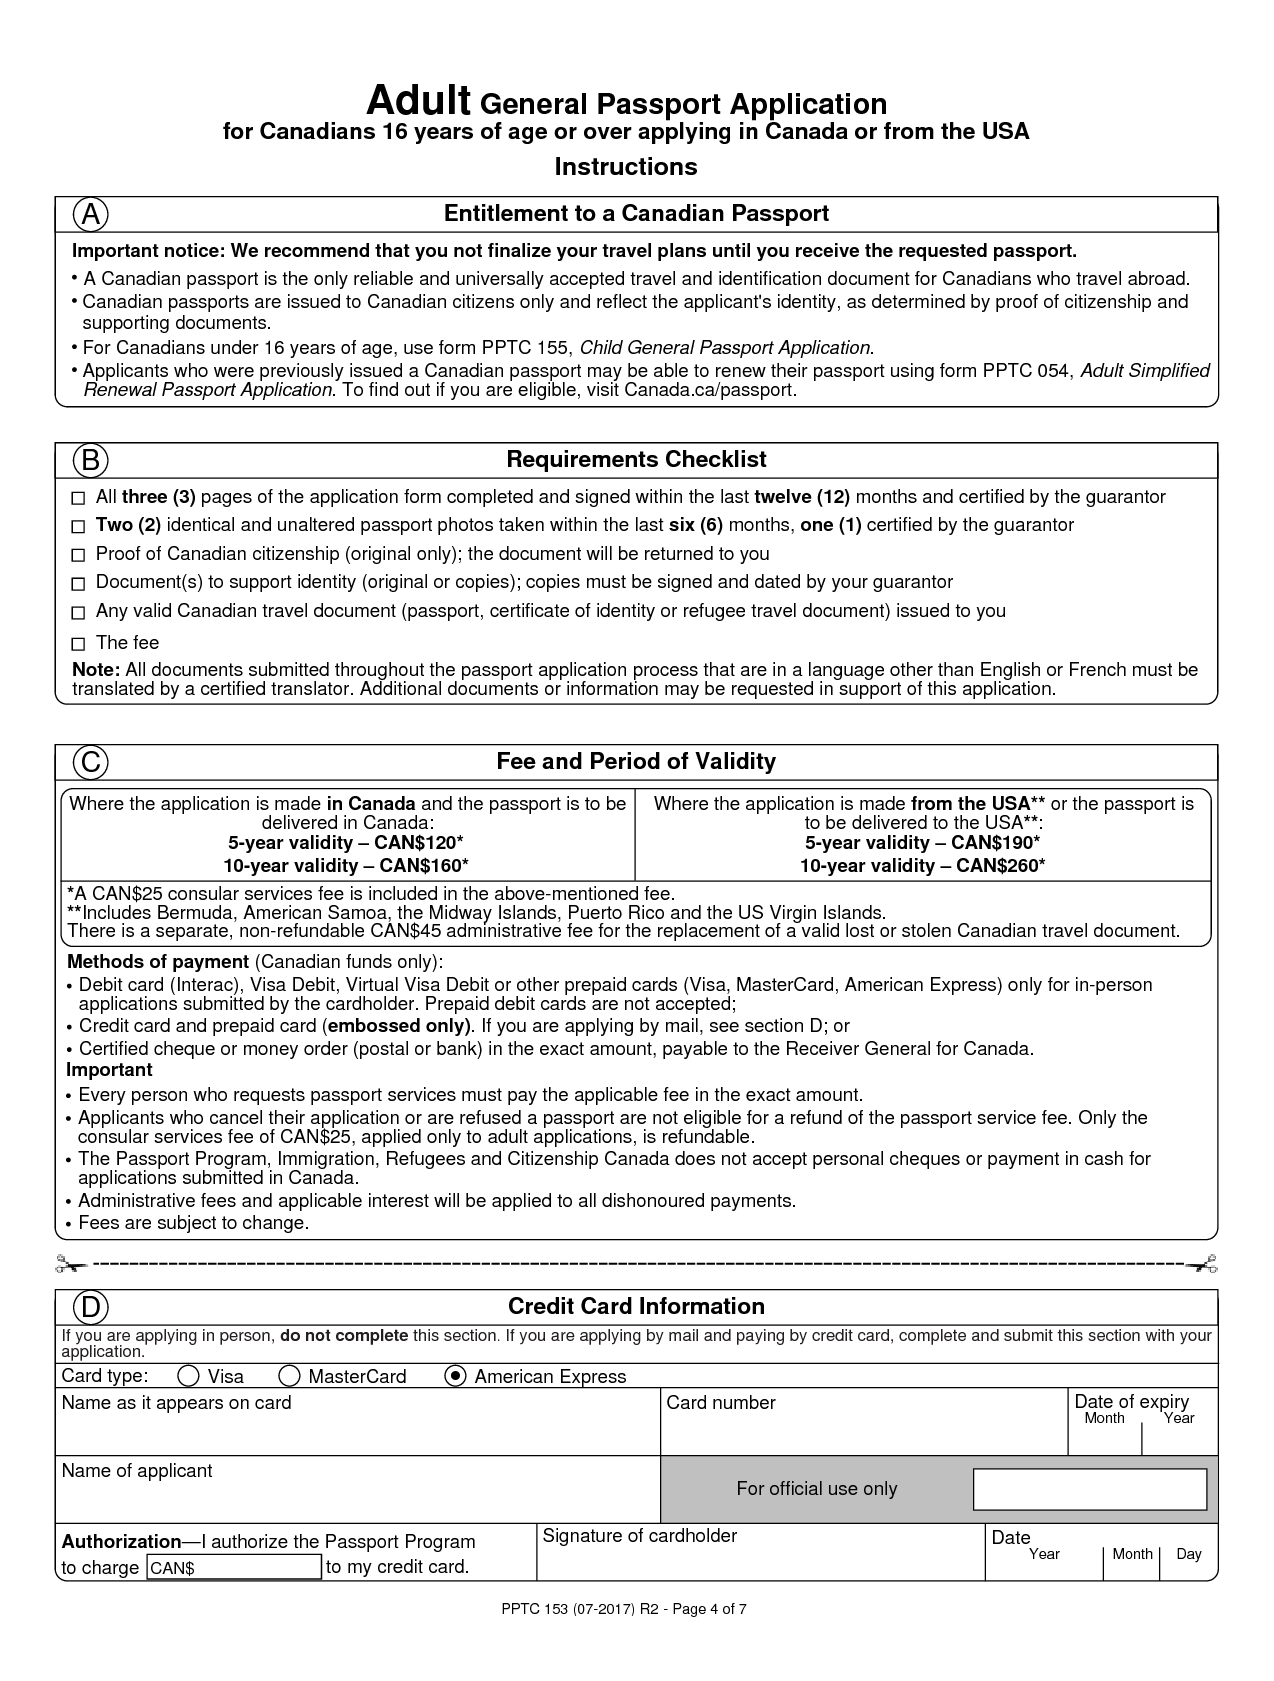 Adult General Passport Application
for Canadians 16 years of age or over applying in Canada or from the USA
Instructions
A
Entitlement to a Canadian Passport
Important notice: We recommend that you not finalize your travel plans until you receive the requested passport.
• A Canadian passport is the only reliable and universally accepted travel and identification document for Canadians who travel abroad.
• Canadian passports are issued to Canadian citizens only and reflect the applicant's identity, as determined by proof of citizenship and
supporting documents.
• For Canadians under 16 years of age, use form PPTC 155, Child General Passport Application.
• Applicants who were previously issued a Canadian passport may be able to renew their passport using form PPTC 054, Adult Simplified
Renewal Passport Application. To find out if you are eligible, visit Canada.ca/passport.
B
Requirements Checklist
All three (3) pages of the application form completed and signed within the last twelve (12) months and certified by the guarantor
Two (2) identical and unaltered passport photos taken within the last six (6) months, one (1) certified by the guarantor
Proof of Canadian citizenship (original only); the document will be returned to you
Document(s) to support identity (original or copies); copies must be signed and dated by your guarantor
Any valid Canadian travel document (passport, certificate of identity or refugee travel document) issued to you
The fee
Note: All documents submitted throughout the passport application process that are in a language other than English or French must be
translated by a certified translator. Additional documents or information may be requested in support of this application.
C
Fee and Period of Validity
Where the application is made in Canada and the passport is to be
delivered in Canada:
5-year validity – CAN$120*
10-year validity – CAN$160*
Where the application is made from the USA** or the passport is
to be delivered to the USA**:
5-year validity – CAN$190*
10-year validity – CAN$260*
*A CAN$25 consular services fee is included in the above-mentioned fee.
**Includes Bermuda, American Samoa, the Midway Islands, Puerto Rico and the US Virgin Islands.
There is a separate, non-refundable CAN$45 administrative fee for the replacement of a valid lost or stolen Canadian travel document.
Methods of payment (Canadian funds only):
• Debit card (Interac), Visa Debit, Virtual Visa Debit or other prepaid cards (Visa, MasterCard, American Express) only for in-person
applications submitted by the cardholder. Prepaid debit cards are not accepted;
• Credit card and prepaid card (embossed only). If you are applying by mail, see section D; or
• Certified cheque or money order (postal or bank) in the exact amount, payable to the Receiver General for Canada.
Important
• Every person who requests passport services must pay the applicable fee in the exact amount.
• Applicants who cancel their application or are refused a passport are not eligible for a refund of the passport service fee. Only the
consular services fee of CAN$25, applied only to adult applications, is refundable.
• The Passport Program, Immigration, Refugees and Citizenship Canada does not accept personal cheques or payment in cash for
applications submitted in Canada.
• Administrative fees and applicable interest will be applied to all dishonoured payments.
• Fees are subject to change.
D
Credit Card Information
If you are applying in person, do not complete this section. If you are applying by mail and paying by credit card, complete and submit this section with your
application.
Card type: Visa MasterCard American Express
Name as it appears on card
Card number
Date of expiry
Month Year
Name of applicant
For official use only
Authorization—I authorize the Passport Program
to charge CAN$ to my credit card.
Signature of cardholder
Date
Year Month Day
PPTC 153 (07-2017) R2 - Page 4 of 7